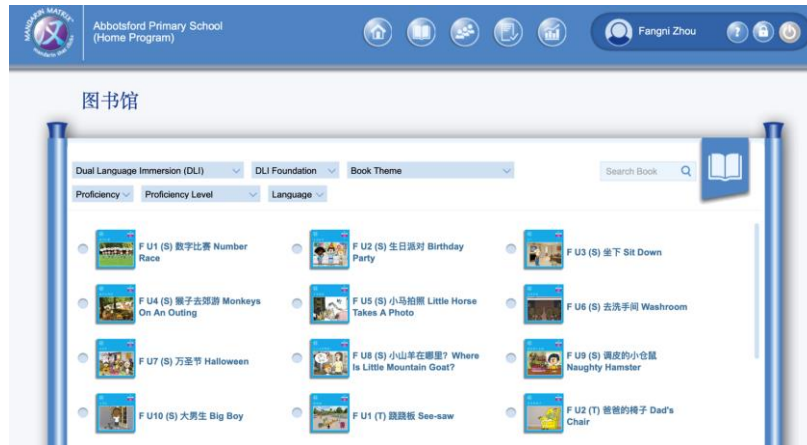 MANDARIN MATRIX
Abbotsford Primary School
(Home Program)
Fangni Zhou
?
图书馆
Dual Language Immersion (DLI)
DLI Foundation
Book Theme
Search Book
Proficiency
Proficiency Level
Language
F U1 (S) 数字比赛 Number
Race
F U2 (S) 生日派对 Birthday
Party
F U3 (S) 坐下 Sit Down
F U4 (S) 猴子去郊游 Monkeys
On An Outing
F U5 (S) 小马拍照 Little Horse
Takes A Photo
F U6 (S) 去洗手间 Washroom
F U7 (S) 万圣节 Halloween
F U8 (S) 小山羊在哪里? Where
Is Little Mountain Goat?
F U9 (S) 调皮的小仓鼠
Naughty Hamster
F U10 (S) 大男生 Big Boy
F U1 (T) 蹺蹺板 See-saw
F U2 (T) 爸爸的椅子 Dad's
Chair